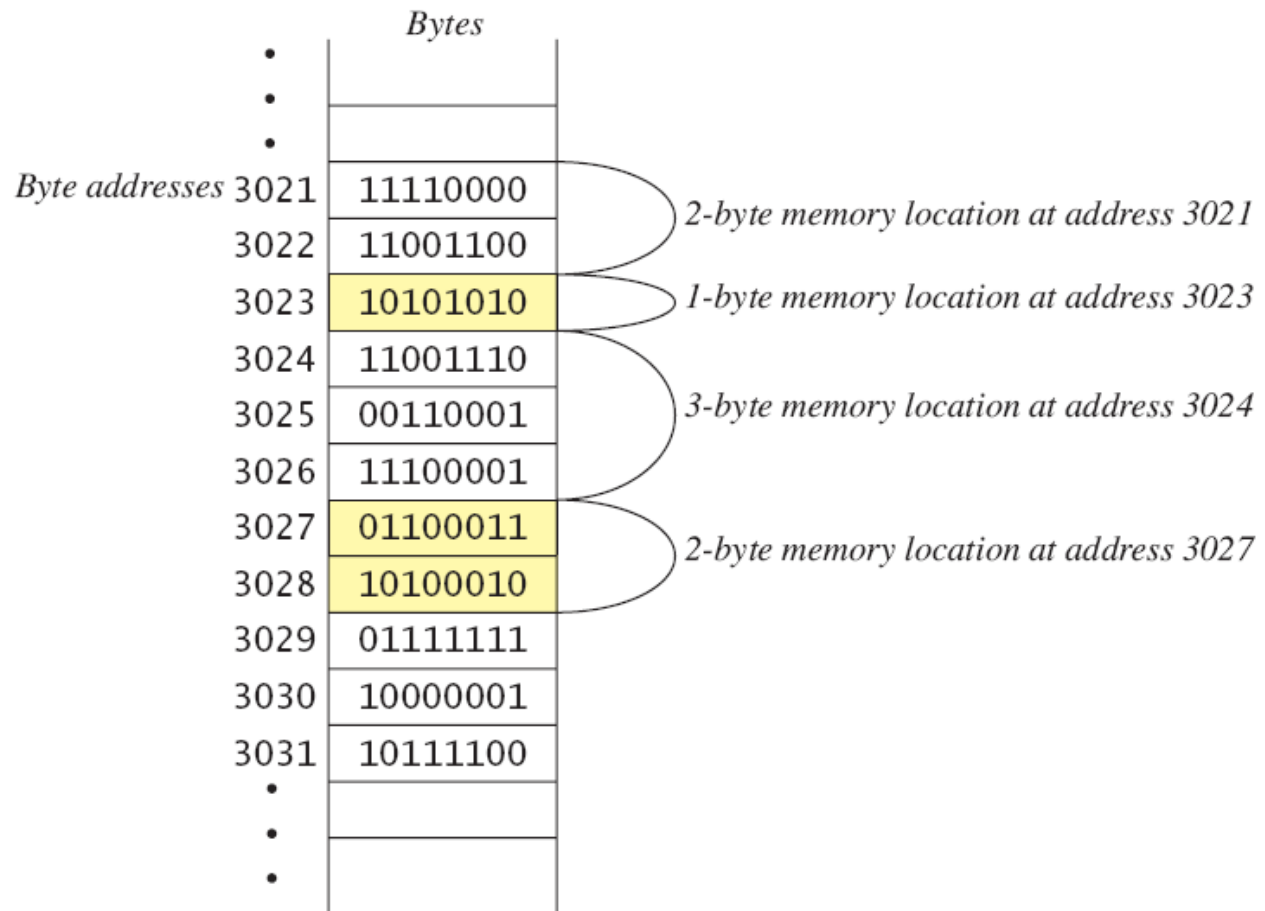 Bytes
Byte addresses 3021 11110000
2-byte memory location at address 3021
3022 11001100
3023 10101010 1-byte memory location at address 3023
3024 11001110
3025 00110001 3-byte memory location at address 3024
3026 11100001
3027 01100011
2-byte memory location at address 3027
3028 10100010
3029 01111111
3030 10000001
3031 10111100